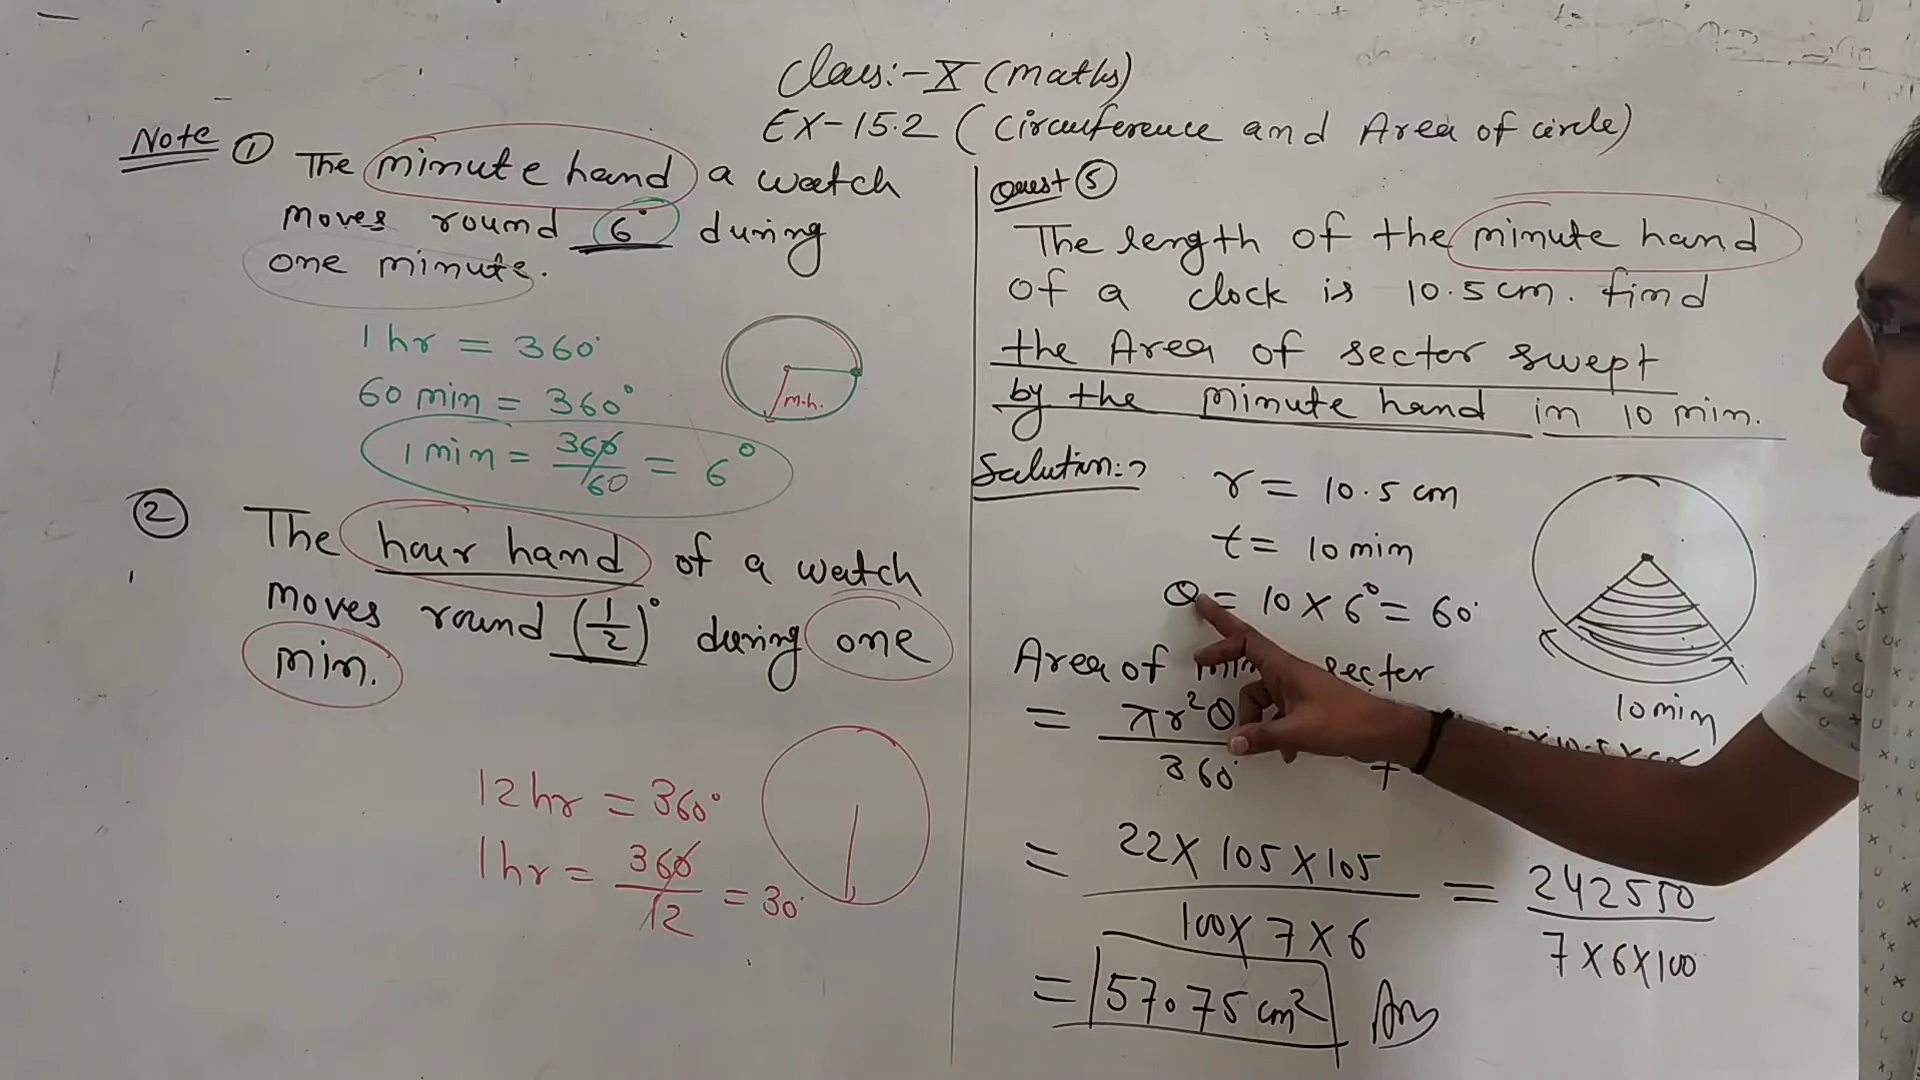 Class:- X (maths)
EX-15.2 (Circumference and Area of circle)
Note ① The minute hand a watch
moves round 6° during
one minute.
1 hr = 360°
60 min = 360°
1 min = 360/60 = 6°
m.h.
② The hour hand of a watch
moves round (1/2)° during one
min.
12 hr = 360°
1 hr = 360/12 = 30°
Quest ⑤
The length of the minute hand
of a clock is 10.5 cm. find
the Area of sector swept
by the minute hand in 10 min.
Solution:->
r = 10.5 cm
t = 10 min
θ = 10 × 6° = 60°
Area of sector
= πr²θ/360°
10 min
= 22 × 105 × 105 / 100 × 7 × 6 = 242550 / 7 × 6 × 100
= 57.75 cm² Ans